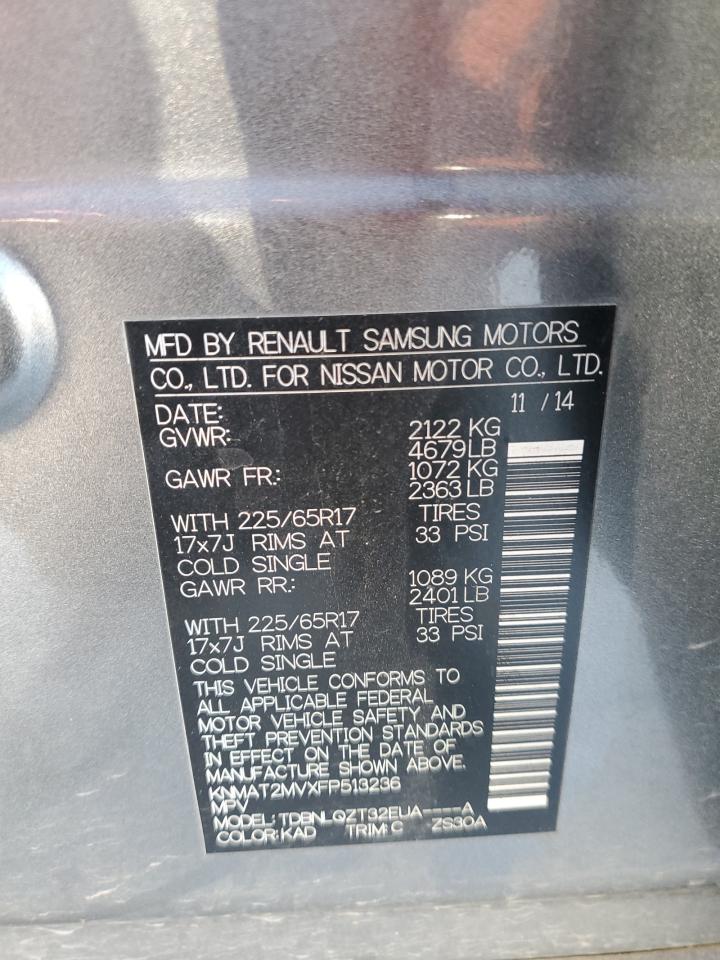 MFD BY RENAULT SAMSUNG MOTORS
CO., LTD. FOR NISSAN MOTOR CO., LTD.
DATE: 11 / 14
GVWR: 2122 KG
4679 LB
GAWR FR.: 1072 KG
2363 LB
WITH 225/65R17 TIRES
17x7J RIMS AT 33 PSI
COLD SINGLE
GAWR RR.: 1089 KG
2401 LB
WITH 225/65R17 TIRES
17x7J RIMS AT 33 PSI
COLD SINGLE
THIS VEHICLE CONFORMS TO
ALL APPLICABLE FEDERAL
MOTOR VEHICLE SAFETY AND
THEFT PREVENTION STANDARDS
IN EFFECT ON THE DATE OF
MANUFACTURE SHOWN ABOVE.
KNMAT2MVXFP513236
MPV
MODEL: TDBNLQZT32EUA----A
COLOR: KAD TRIM: C ZS30A